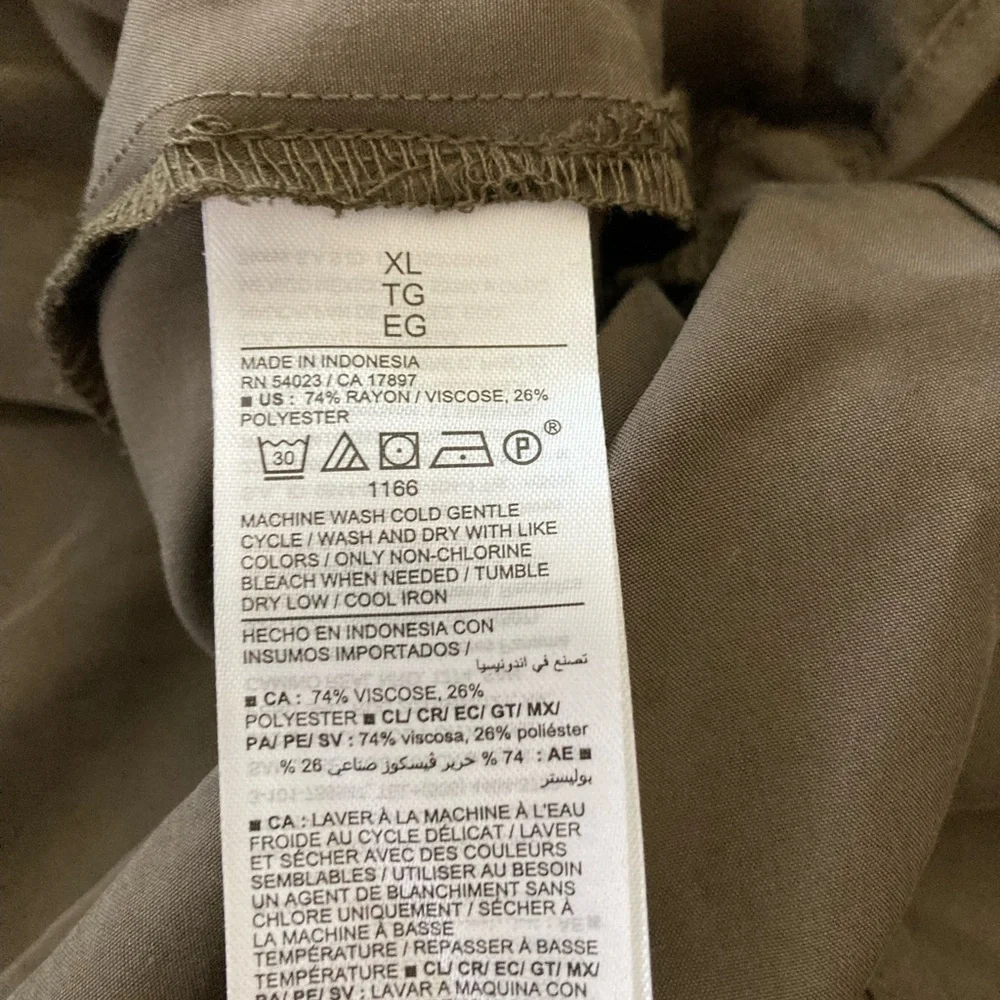 XL
TG
EG
MADE IN INDONESIA
RN 54023 / CA 17897
■ US : 74% RAYON / VISCOSE, 26%
POLYESTER
30 P ®
1166
MACHINE WASH COLD GENTLE
CYCLE / WASH AND DRY WITH LIKE
COLORS / ONLY NON-CHLORINE
BLEACH WHEN NEEDED / TUMBLE
DRY LOW / COOL IRON
HECHO EN INDONESIA CON
INSUMOS IMPORTADOS /
تصنع في اندونيسيا
■ CA : 74% VISCOSE, 26%
POLYESTER ■ CL/ CR/ EC/ GT/ MX/
PA/ PE/ SV : 74% viscosa, 26% poliéster
■ AE : 74 % حرير ڤيسكوز صناعي 26 %
بوليستر
■ CA : LAVER À LA MACHINE À L'EAU
FROIDE AU CYCLE DÉLICAT / LAVER
ET SÉCHER AVEC DES COULEURS
SEMBLABLES / UTILISER AU BESOIN
UN AGENT DE BLANCHIMENT SANS
CHLORE UNIQUEMENT / SÉCHER À
LA MACHINE À BASSE
TEMPÉRATURE / REPASSER À BASSE
TEMPÉRATURE ■ CL/ CR/ EC/ GT/ MX/
PA/ PE/ SV : LAVAR A MAQUINA CON